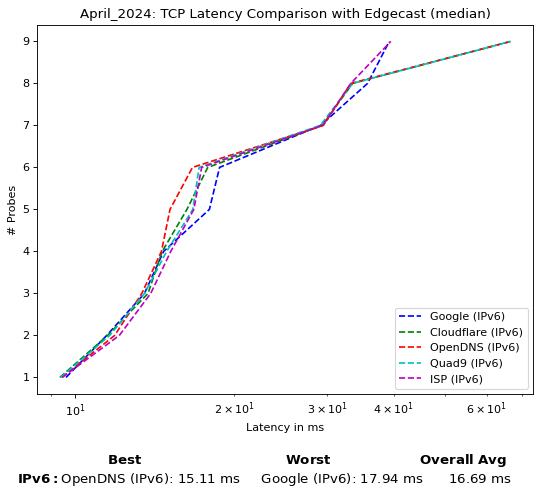 April_2024: TCP Latency Comparison with Edgecast (median)
# Probes
9
8
7
6
5
4
3
2
1
Google (IPv6)
Cloudflare (IPv6)
OpenDNS (IPv6)
Quad9 (IPv6)
ISP (IPv6)
10¹ 2 × 10¹ 3 × 10¹ 4 × 10¹ 6 × 10¹
Latency in ms
Best Worst Overall Avg
IPv6: OpenDNS (IPv6): 15.11 ms Google (IPv6): 17.94 ms 16.69 ms